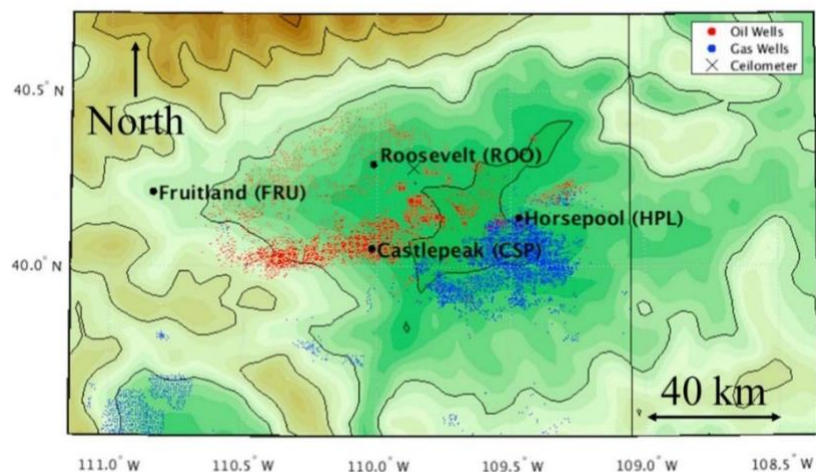 Oil Wells
Gas Wells
Ceilometer
40.5° N
North
Roosevelt (ROO)
Fruitland (FRU)
Horsepool (HPL)
Castlepeak (CSP)
40.0° N
40 km
111.0° W
110.5° W
110.0° W
109.5° W
109.0° W
108.5° W